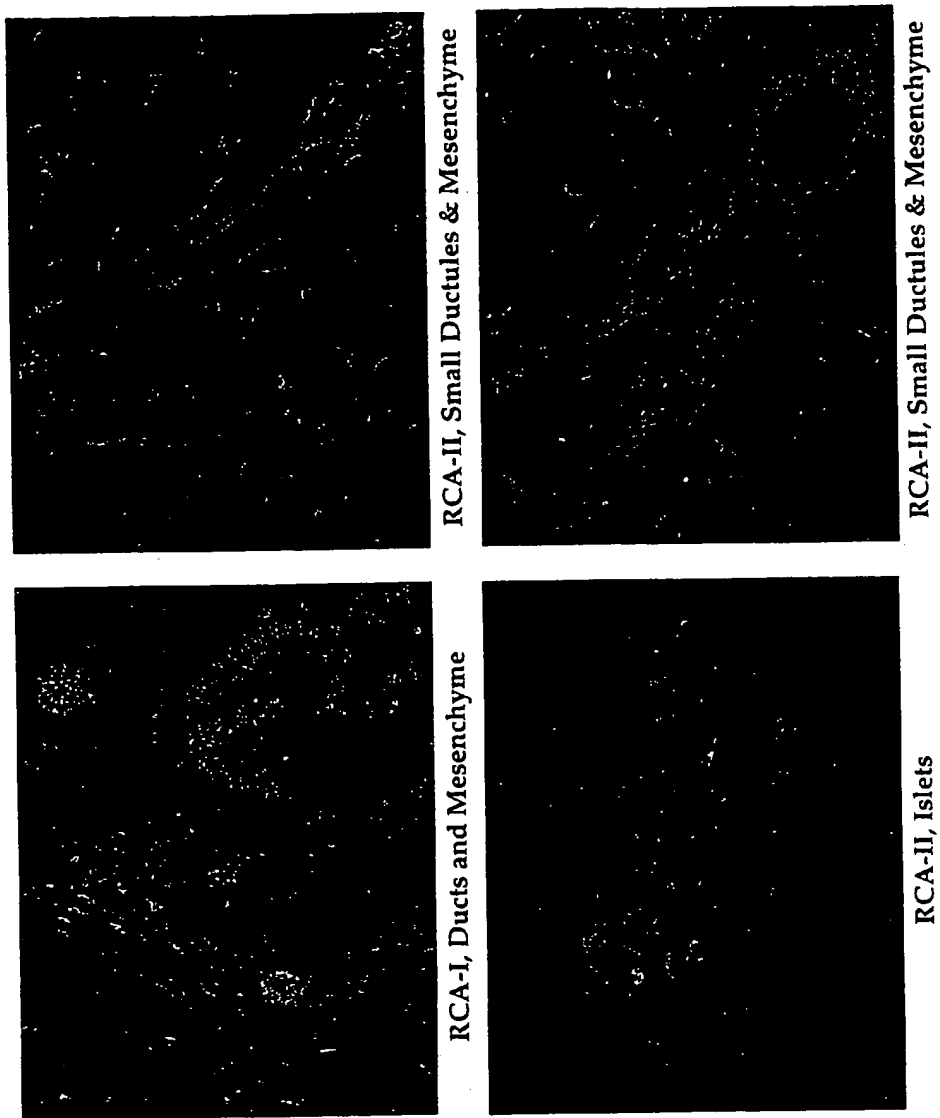 RCA-I, Ducts and Mesenchyme
RCA-II, Small Ductules & Mesenchyme
RCA-II, Islets
RCA-II, Small Ductules & Mesenchyme